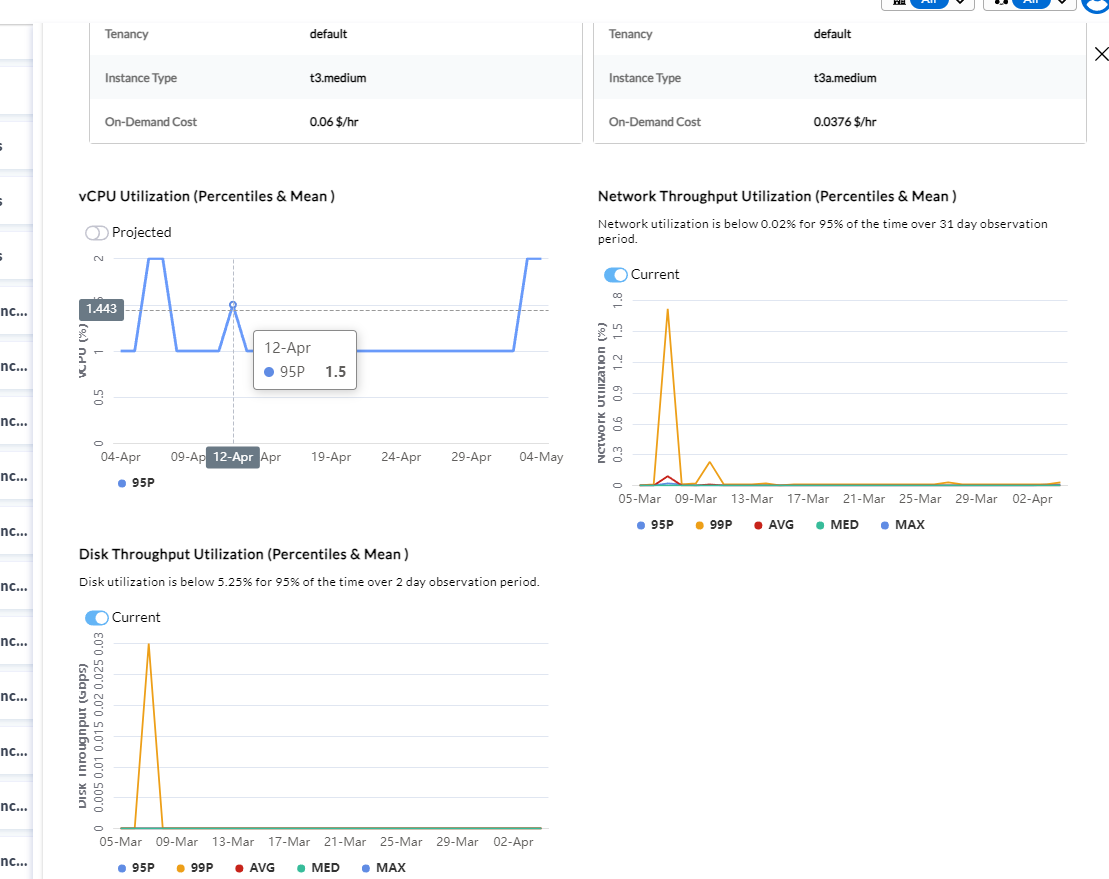 All All
Tenancy default Tenancy default
Instance Type t3.medium Instance Type t3a.medium
On-Demand Cost 0.06 $/hr On-Demand Cost 0.0376 $/hr
s
s
s
nc...
nc...
nc...
nc...
nc...
nc...
nc...
nc...
nc...
nc...
nc...
vCPU Utilization (Percentiles & Mean )
Projected
2
1.443
1
0.5
0
vCPU (%)
12-Apr
95P 1.5
04-Apr 09-Ap 12-Apr Apr 19-Apr 24-Apr 29-Apr 04-May
95P
Network Throughput Utilization (Percentiles & Mean )
Network utilization is below 0.02% for 95% of the time over 31 day observation
period.
Current
1.8
1.5
1.2
0.9
0.6
0.3
0
Network Utilization (%)
05-Mar 09-Mar 13-Mar 17-Mar 21-Mar 25-Mar 29-Mar 02-Apr
95P 99P AVG MED MAX
Disk Throughput Utilization (Percentiles & Mean )
Disk utilization is below 5.25% for 95% of the time over 2 day observation period.
Current
0.03
0.025
0.02
0.015
0.01
0.005
0
Disk Throughput (Gbps)
05-Mar 09-Mar 13-Mar 17-Mar 21-Mar 25-Mar 29-Mar 02-Apr
95P 99P AVG MED MAX